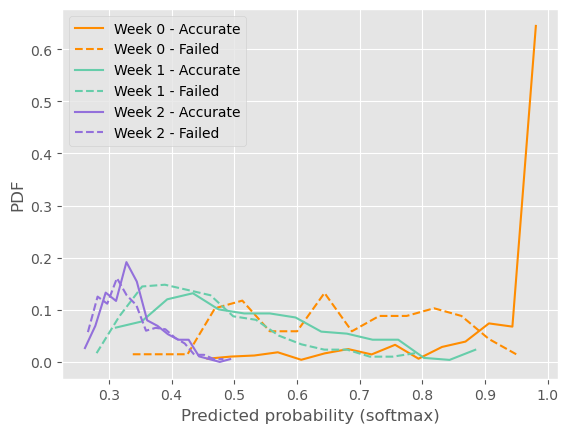 Week 0 - Accurate
Week 0 - Failed
Week 1 - Accurate
Week 1 - Failed
Week 2 - Accurate
Week 2 - Failed
0.6
0.5
0.4
0.3
0.2
0.1
0.0
PDF
0.3 0.4 0.5 0.6 0.7 0.8 0.9 1.0
Predicted probability (softmax)